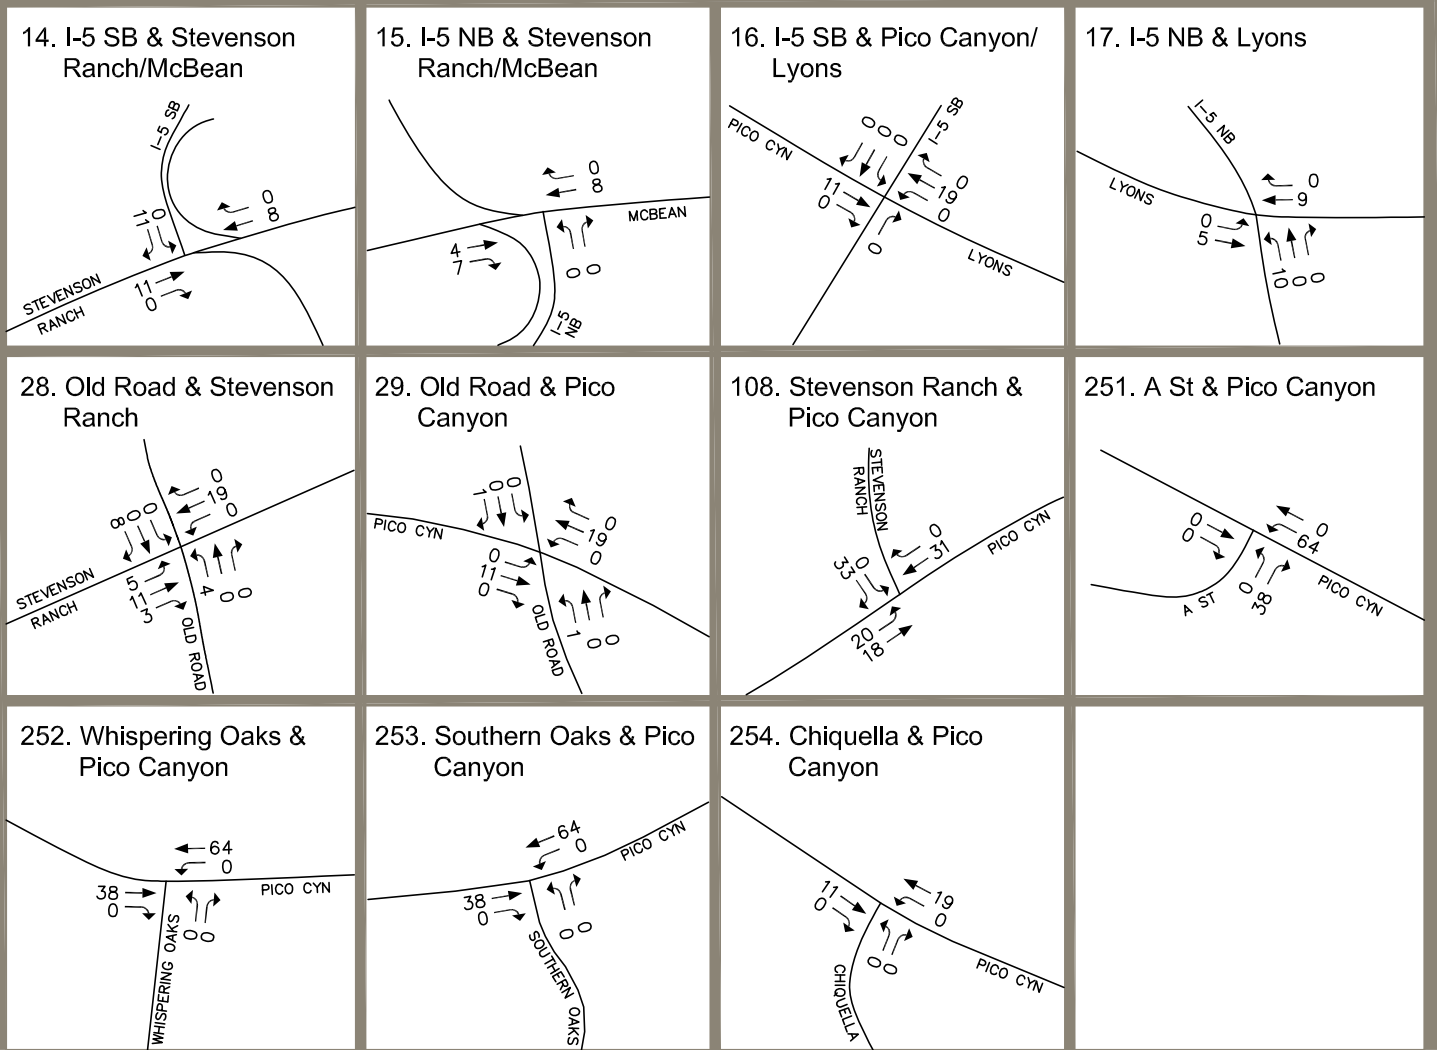 14. I-5 SB & Stevenson
Ranch/McBean
I-5 SB
0
8
11
0
11
0
STEVENSON
RANCH
15. I-5 NB & Stevenson
Ranch/McBean
0
8
MCBEAN
4
7
0
0
I-5
NB
16. I-5 SB & Pico Canyon/
Lyons
PICO CYN
0
0
0
I-5 SB
0
19
0
11
0
0
LYONS
17. I-5 NB & Lyons
I-5 NB
LYONS
0
9
0
5
10
0
0
28. Old Road & Stevenson
Ranch
0
19
0
8
0
0
5
11
3
4
0
0
STEVENSON
RANCH
OLD ROAD
29. Old Road & Pico
Canyon
1
0
0
PICO CYN
0
19
0
0
11
0
1
0
0
OLD ROAD
108. Stevenson Ranch &
Pico Canyon
STEVENSON
RANCH
PICO CYN
0
31
33
0
20
18
251. A St & Pico Canyon
0
0
0
64
0
38
A ST
PICO CYN
252. Whispering Oaks &
Pico Canyon
64
0
38
0
PICO CYN
0
0
WHISPERING OAKS
253. Southern Oaks & Pico
Canyon
64
0
PICO CYN
38
0
0
0
SOUTHERN OAKS
254. Chiquella & Pico
Canyon
11
0
19
0
0
0
PICO CYN
CHIQUELLA